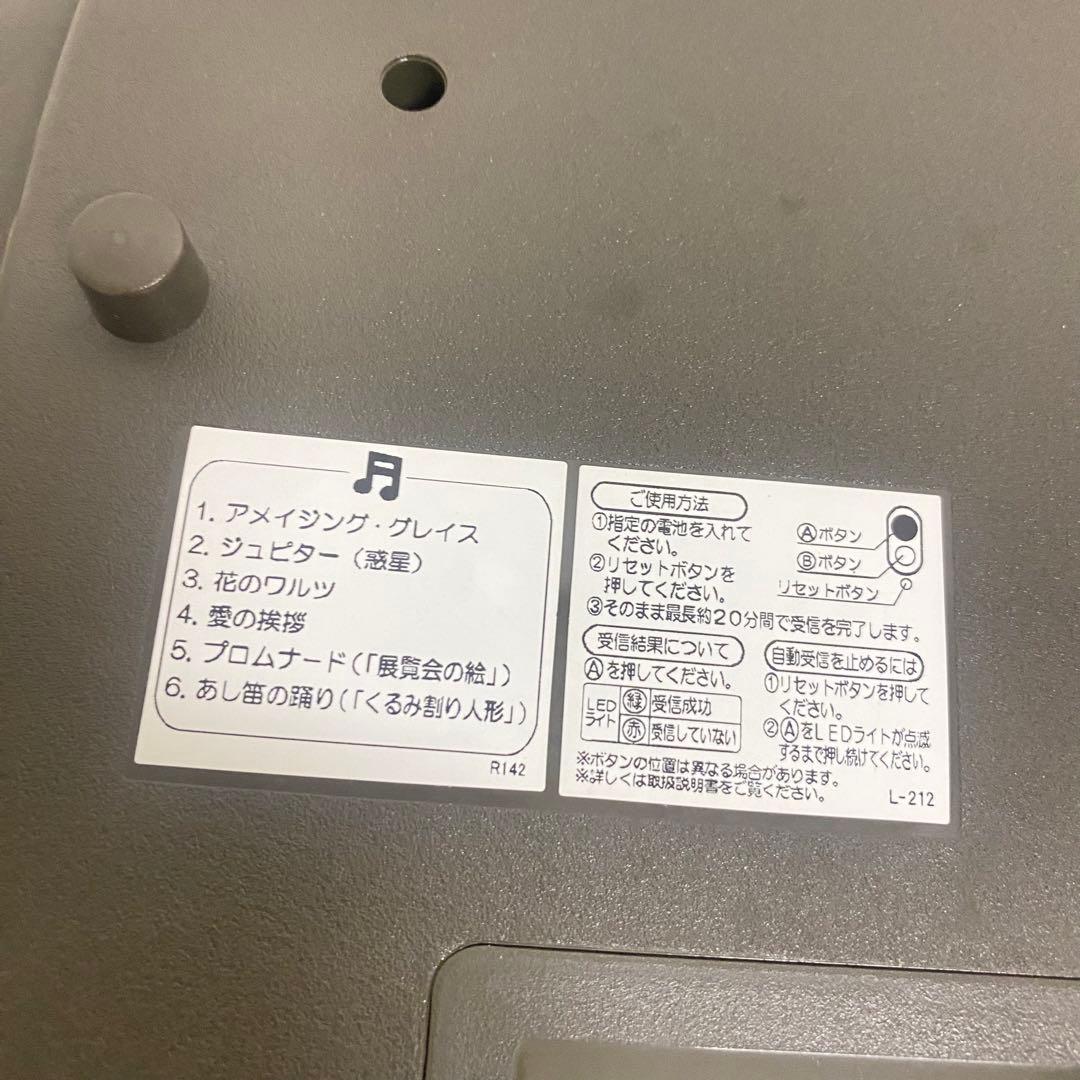 1. アメイジング・グレイス
2. ジュピター（惑星）
3. 花のワルツ
4. 愛の挨拶
5. プロムナード(「展覧会の絵」)
6. あし笛の踊り(「くるみ割り人形」)
R142
ご使用方法
①指定の電池を入れて
ください。
②リセットボタンを
押してください。
③そのまま最長約20分間で受信を完了します。
Ⓐボタン
Ⓑボタン
リセットボタン
受信結果について
Ⓐを押してください。
LED
ライト
緑 受信成功
赤 受信していない
自動受信を止めるには
①リセットボタンを押して
ください。
②ⒶをLEDライトが点滅
するまで押し続けてください。
※ボタンの位置は異なる場合があります。
※詳しくは取扱説明書をご覧ください。
L-212